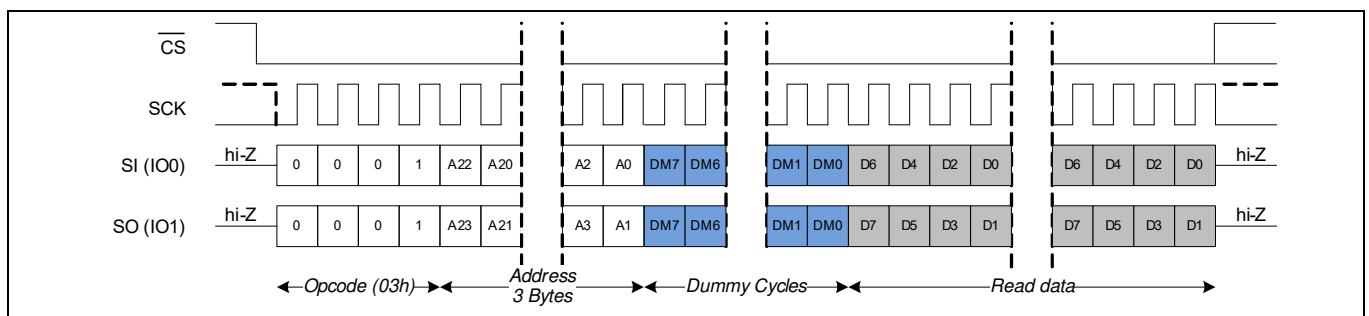 CS
SCK
SI (IO0) hi-Z 0 0 0 1 A22 A20 A2 A0 DM7 DM6 DM1 DM0 D6 D4 D2 D0 D6 D4 D2 D0 hi-Z
SO (IO1) hi-Z 0 0 0 1 A23 A21 A3 A1 DM7 DM6 DM1 DM0 D7 D5 D3 D1 D7 D5 D3 D1 hi-Z
Opcode (03h) Address Dummy Cycles Read data
3 Bytes